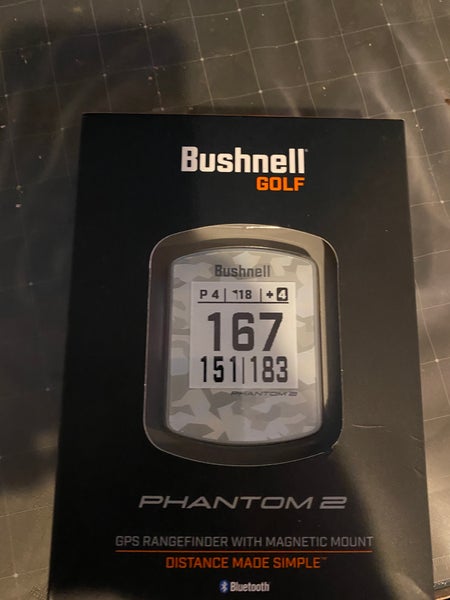 Bushnell
GOLF
Bushnell
P 4 18 + 4
167
151 183
PHANTOM 2
PHANTOM 2
GPS RANGEFINDER WITH MAGNETIC MOUNT
DISTANCE MADE SIMPLE™
Bluetooth